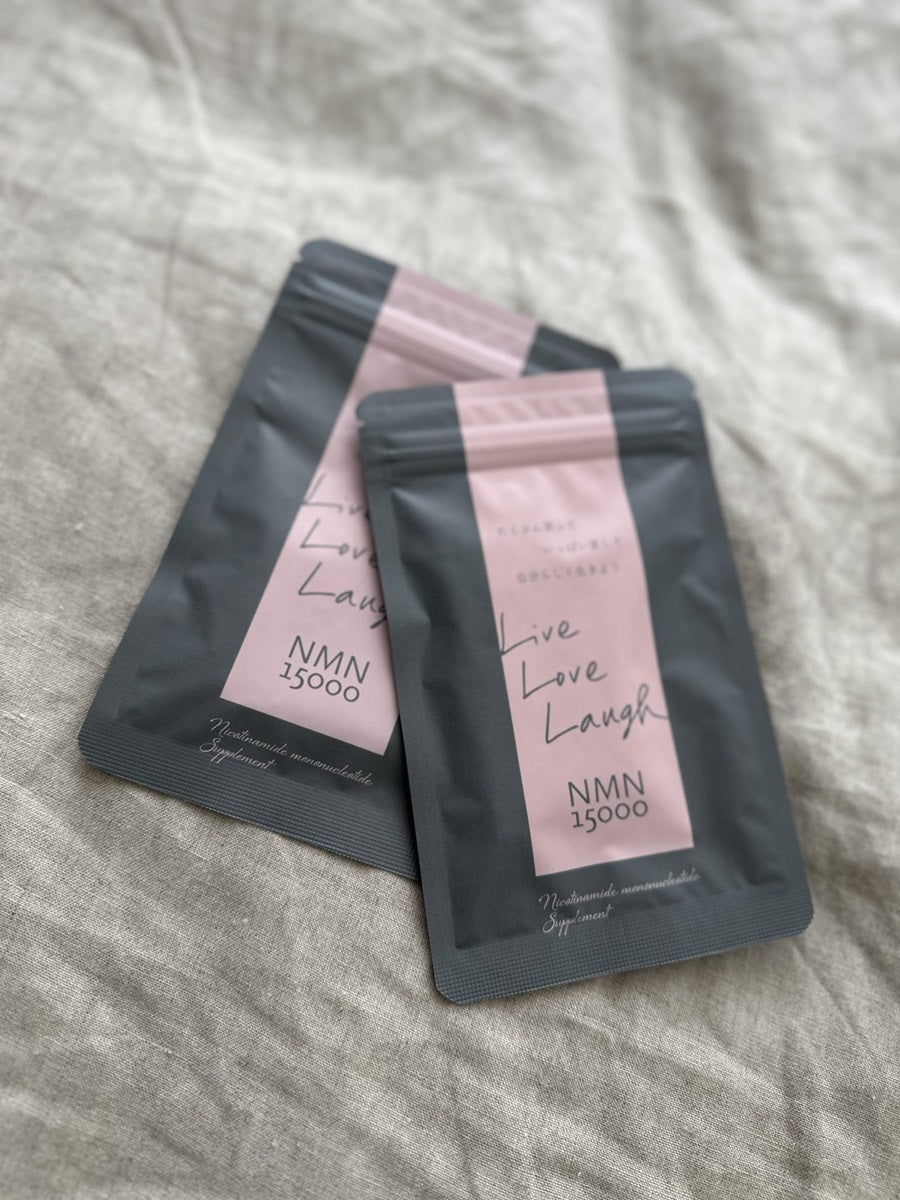 Live
Love
Laug
NMN
15000
Nicotinamide mononucleotide
Supplement
たくさん笑って
いっぱい愛して
自分らしく生きよう
Live
Love
Laugh
NMN
15000
Nicotinamide mononucleotide
Supplement